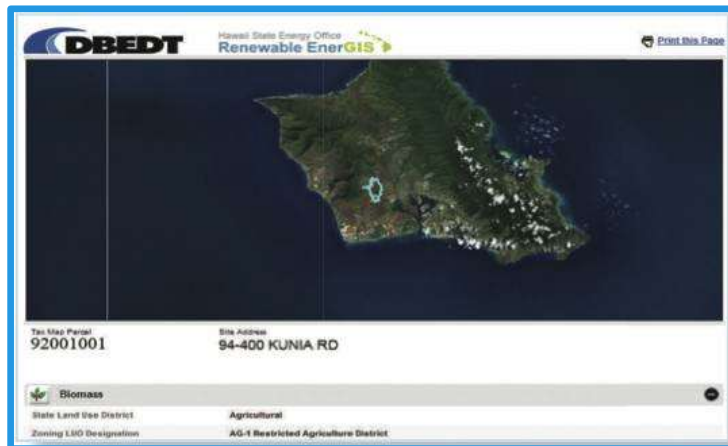 DBEDT
Hawaii State Energy Office
Renewable EnerGIS
Print this Page
Tax Map Parcel
92001001
Site Address
94-400 KUNIA RD
Biomass
State Land Use District Agricultural
Zoning LUO Designation AG-1 Restricted Agriculture District